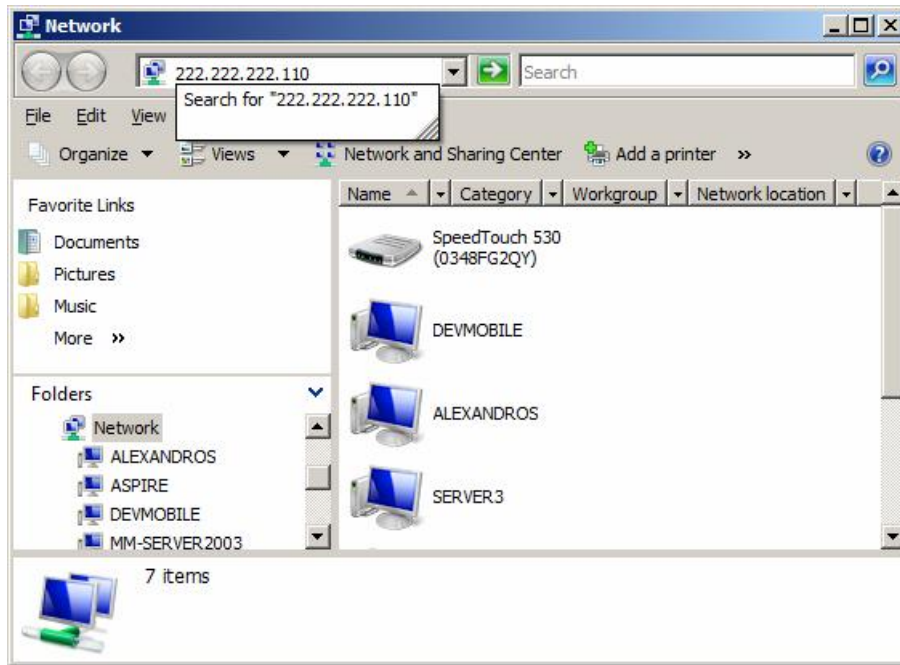 Network
222.222.222.110
Search
Search for "222.222.222.110"
File Edit View
Organize Views Network and Sharing Center Add a printer »
Favorite Links
Documents
Pictures
Music
More »
Folders
Network
ALEXANDROS
ASPIRE
DEVMOBILE
MM-SERVER2003
Name Category Workgroup Network location
SpeedTouch 530
(0348FG2QY)
DEVMOBILE
ALEXANDROS
SERVER3
7 items